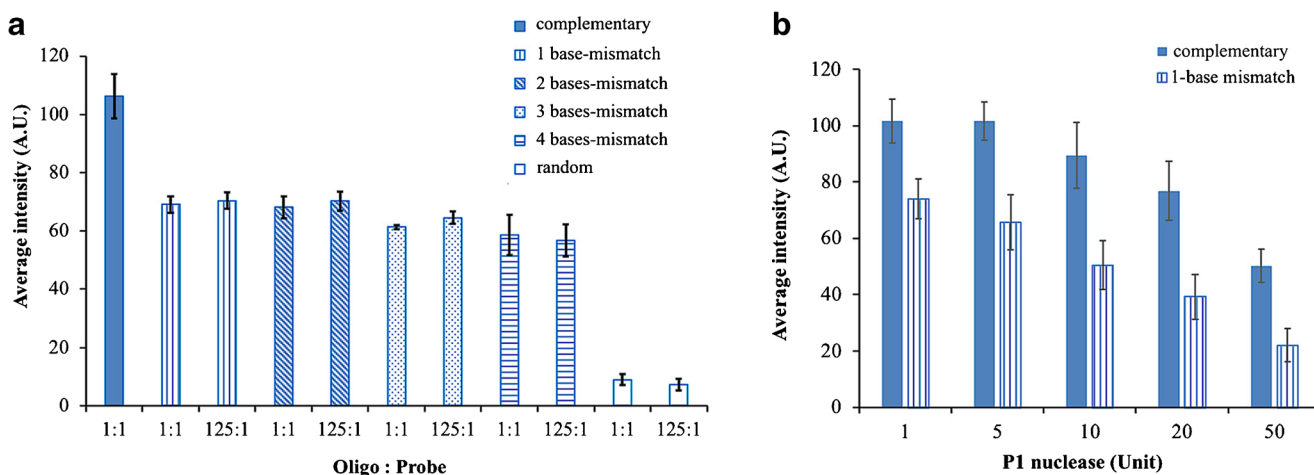 a
complementary
1 base-mismatch
2 bases-mismatch
3 bases-mismatch
4 bases-mismatch
random
Average intensity (A.U.)
120
100
80
60
40
20
0
1:1 1:1 125:1 1:1 125:1 1:1 125:1 1:1 125:1 1:1 125:1
Oligo : Probe
b
complementary
1-base mismatch
Average intensity (A.U.)
120
100
80
60
40
20
0
1 5 10 20 50
P1 nuclease (Unit)